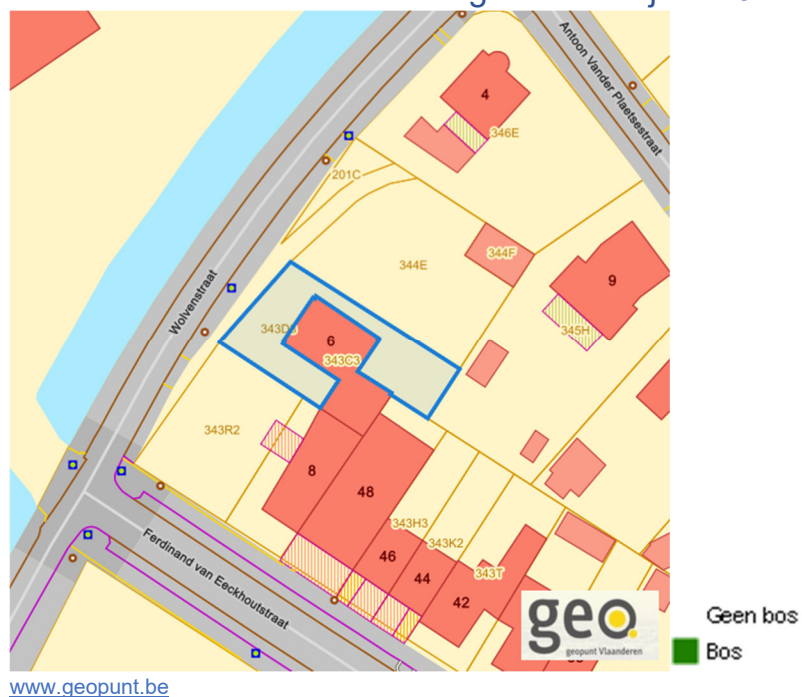 Antoon Vander Plaetsestraat
4
346E
201C
344E
344F
9
345H
Wolvenstraat
343D3
6
343C3
343R2
8
48
343H3
46
343K2
44
343T
42
Ferdinand van Eeckhoutstraat
geo.
geopunt Vlaanderen
Geen bos
Bos
www.geopunt.be